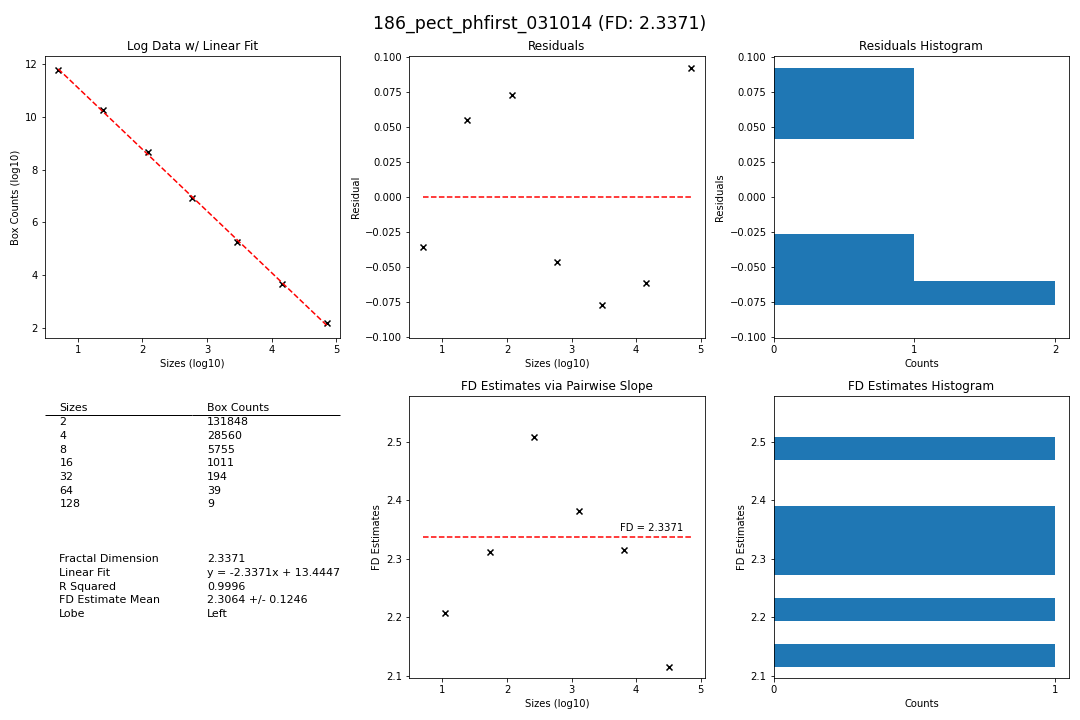 186_pect_phfirst_031014 (FD: 2.3371)
Log Data w/ Linear Fit
Box Counts (log10)
12
10
8
6
4
2
1 2 3 4 5
Sizes (log10)
Residuals
Residual
0.100
0.075
0.050
0.025
0.000
−0.025
−0.050
−0.075
−0.100
1 2 3 4 5
Sizes (log10)
Residuals Histogram
Residuals
0.100
0.075
0.050
0.025
0.000
−0.025
−0.050
−0.075
−0.100
0 1 2
Counts
Sizes Box Counts
2 131848
4 28560
8 5755
16 1011
32 194
64 39
128 9
Fractal Dimension 2.3371
Linear Fit y = -2.3371x + 13.4447
R Squared 0.9996
FD Estimate Mean 2.3064 +/- 0.1246
Lobe Left
FD Estimates via Pairwise Slope
FD Estimates
2.5
2.4
2.3
2.2
2.1
FD = 2.3371
1 2 3 4 5
Sizes (log10)
FD Estimates Histogram
FD Estimates
2.5
2.4
2.3
2.2
2.1
0 1
Counts